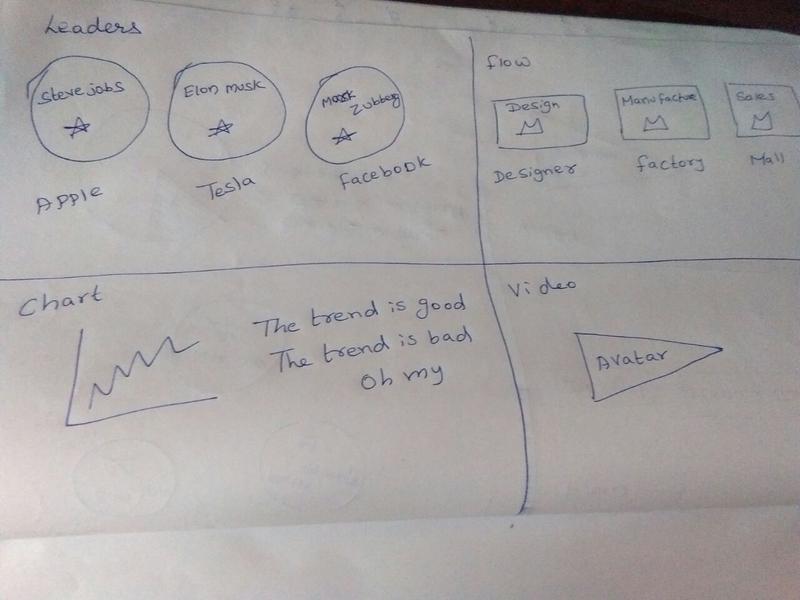 Leaders
Steve jobs
Elon musk
Mark
Zubberg
Apple
Tesla
Facebook
flow
Design
Manufactue
Sales
Designer
factory
Mall
Chart
The trend is good
The trend is bad
Oh my
Video
Avatar